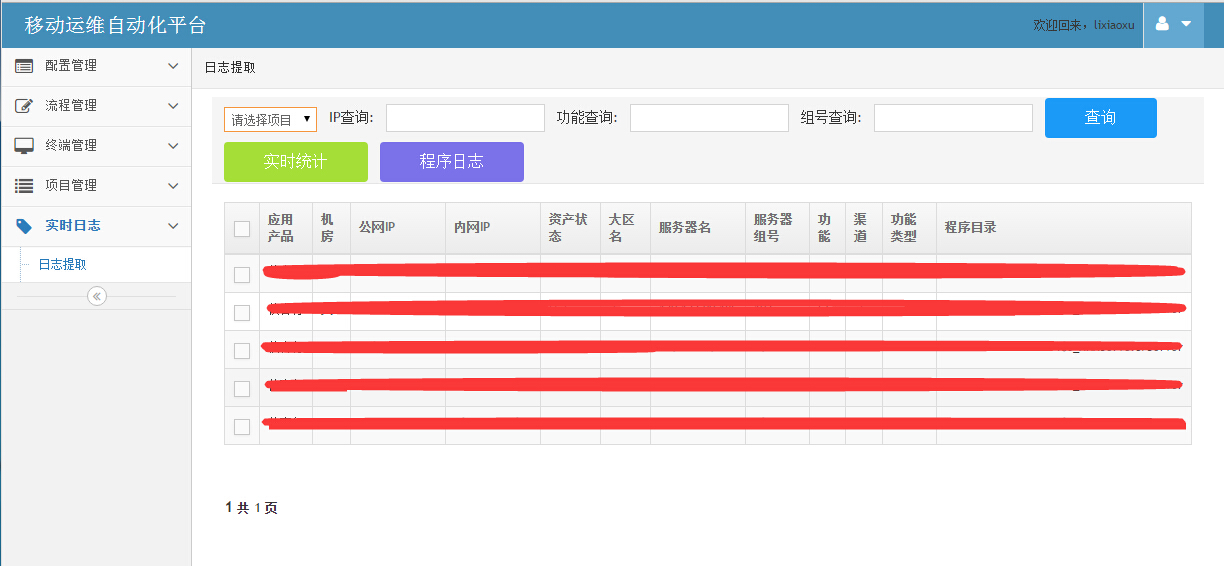 移动运维自动化平台
欢迎回来，lixiaoxu
配置管理
流程管理
终端管理
项目管理
实时日志
日志提取
日志提取
请选择项目 IP查询: 功能查询: 组号查询: 查询
实时统计 程序日志
应用产品 机房 公网IP 内网IP 资产状态 大区名 服务器名 服务器组号 功能 渠道 功能类型 程序目录
1 共 1 页